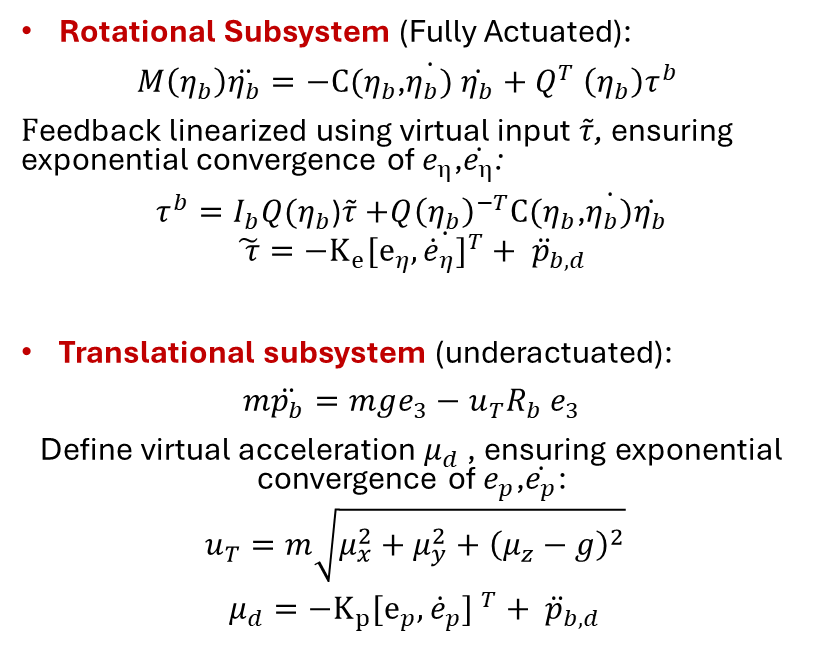 • Rotational Subsystem (Fully Actuated):
M(η_b)η̈_b = −C(η_b,η̇_b) η̇_b + Q^T (η_b)τ^b
Feedback linearized using virtual input τ̃, ensuring
exponential convergence of e_η,ė_η:
τ^b = I_bQ(η_b)τ̃ +Q(η_b)^−T C(η_b,η̇_b)η̇_b
τ̃ = −K_e[e_η, ė_η]^T + p̈_b,d
• Translational subsystem (underactuated):
mp̈_b = mge_3 − u_T R_b e_3
Define virtual acceleration μ_d , ensuring exponential
convergence of e_p,ė_p:
u_T = m√(μ_x^2 + μ_y^2 + (μ_z − g)^2)
μ_d = −K_p[e_p, ė_p] ^T + p̈_b,d